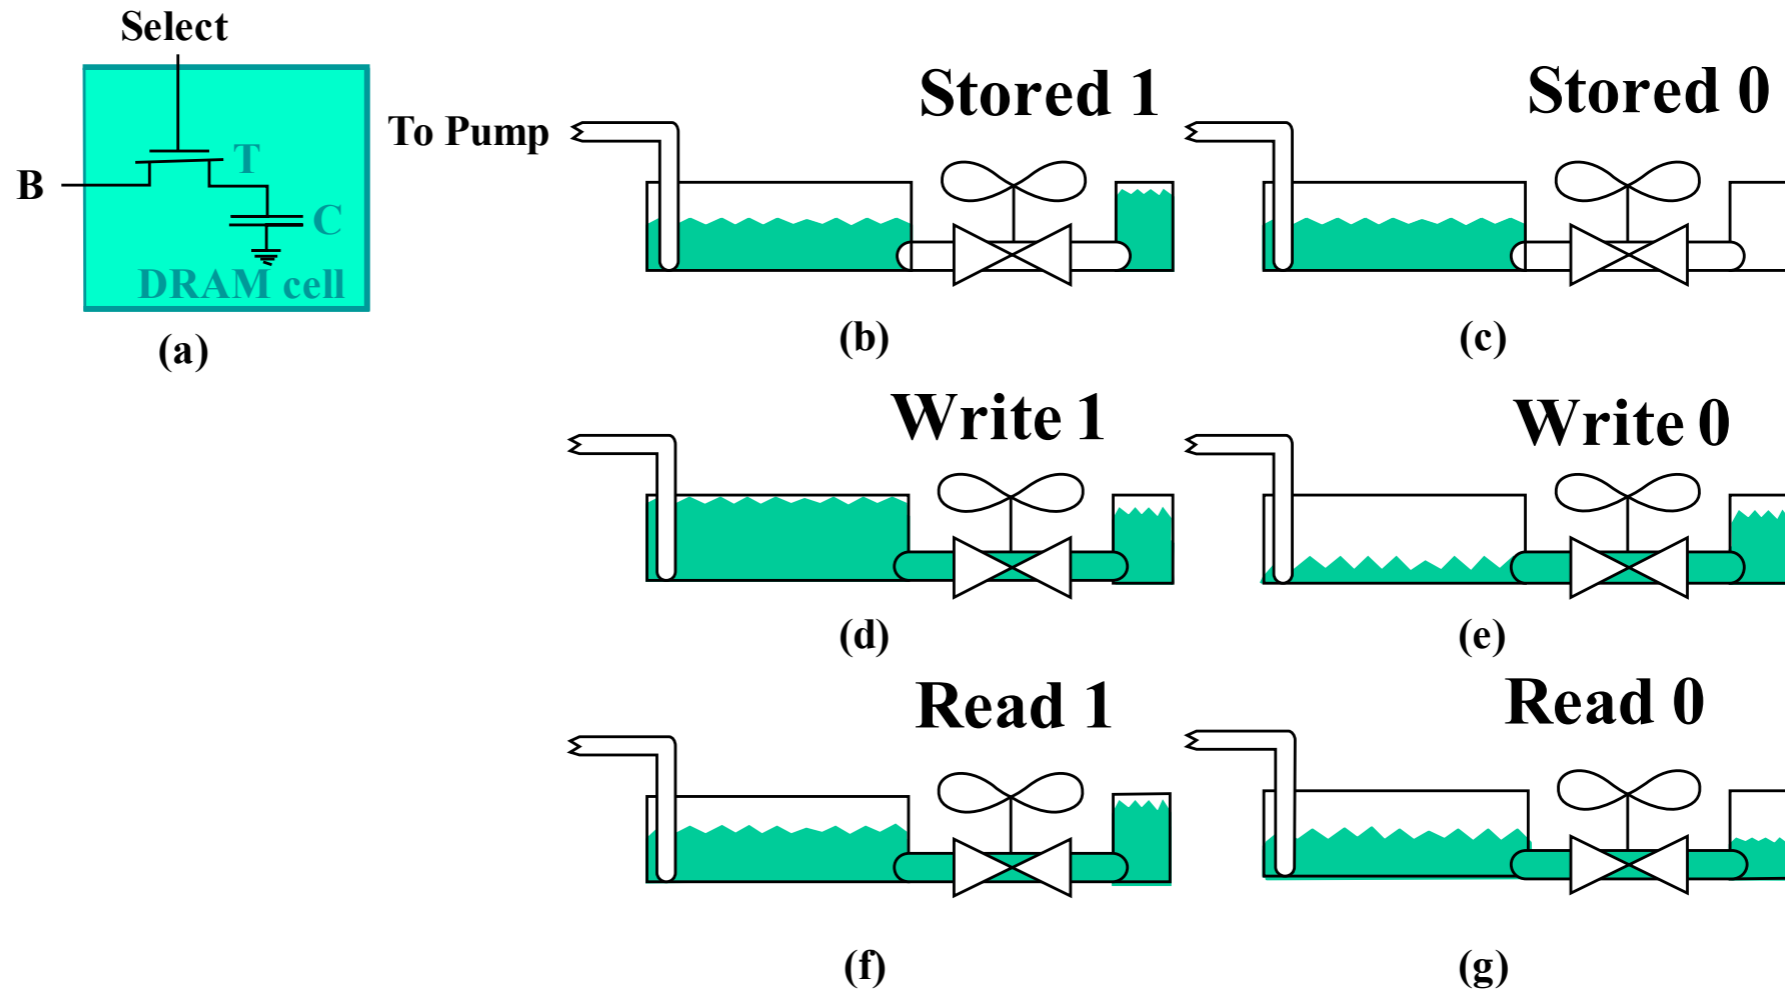 Select
B
T
C
DRAM cell
(a)
To Pump
Stored 1
(b)
Stored 0
(c)
Write 1
(d)
Write 0
(e)
Read 1
(f)
Read 0
(g)